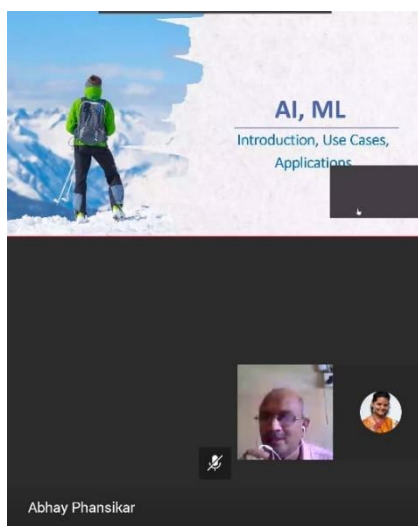 AI, ML
Introduction, Use Cases,
Applications
Abhay Phansikar